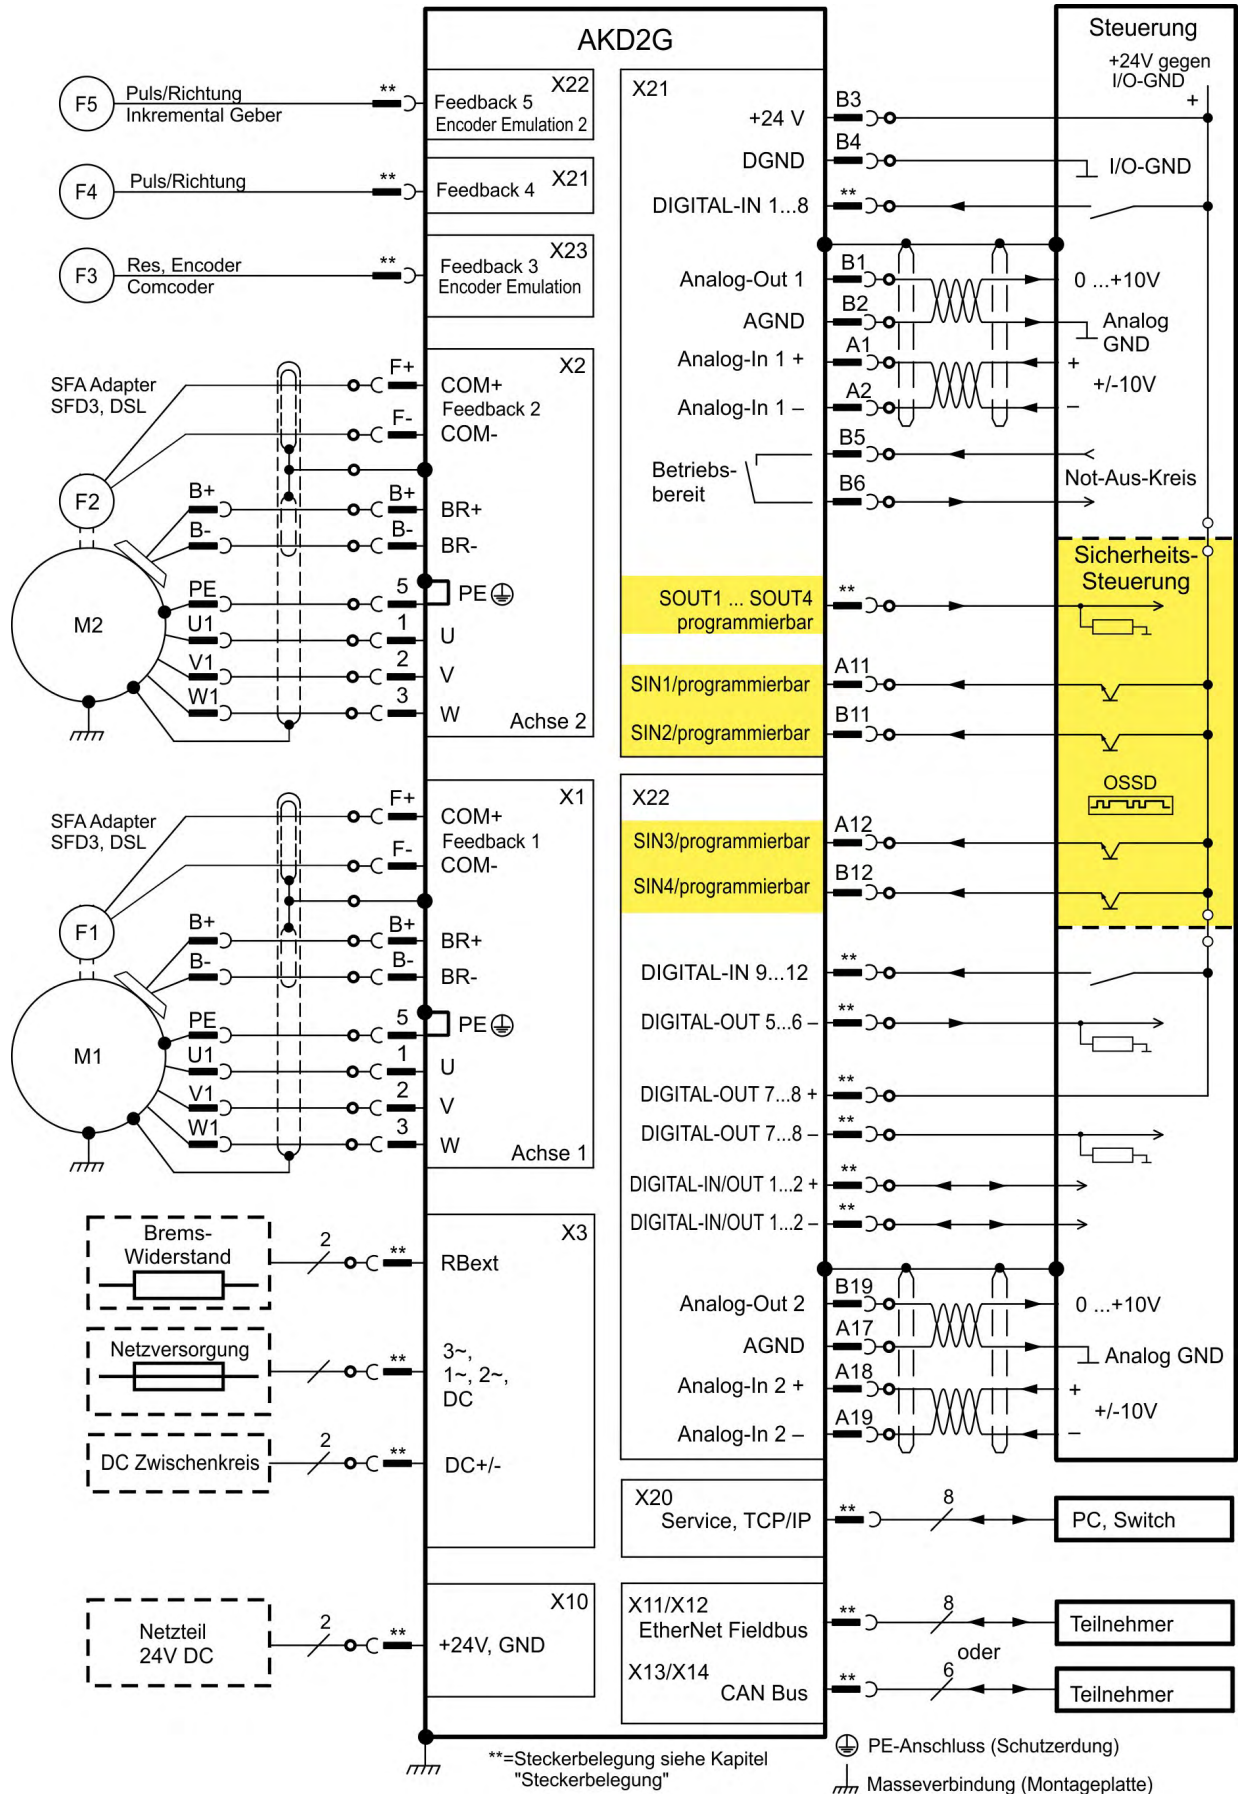 AKD2G
F5
Puls/Richtung
Inkremental Geber
**
X22
Feedback 5
Encoder Emulation 2
F4
Puls/Richtung
**
X21
Feedback 4
F3
Res, Encoder
Comcoder
**
X23
Feedback 3
Encoder Emulation
SFA Adapter
SFD3, DSL
F2
M2
F+
F-
X2
COM+
Feedback 2
COM-
B+
B+
BR+
B-
B-
BR-
PE
5
PE
U1
1
U
V1
2
V
W1
3
W
Achse 2
SFA Adapter
SFD3, DSL
F1
M1
F+
F-
X1
COM+
Feedback 1
COM-
B+
B+
BR+
B-
B-
BR-
PE
5
PE
U1
1
U
V1
2
V
W1
3
W
Achse 1
Brems-
Widerstand
2
**
RBext
X3
Netzversorgung
**
3~,
1~, 2~,
DC
DC Zwischenkreis
2
**
DC+/-
Netzteil
24V DC
2
**
X10
+24V, GND
X21
+24 V
B3
DGND
B4
DIGITAL-IN 1...8
**
Analog-Out 1
B1
AGND
B2
Analog-In 1 +
A1
Analog-In 1 –
A2
Betriebs-
bereit
B5
B6
SOUT1 ... SOUT4
programmierbar
**
SIN1/programmierbar
A11
SIN2/programmierbar
B11
X22
SIN3/programmierbar
A12
SIN4/programmierbar
B12
DIGITAL-IN 9...12
**
DIGITAL-OUT 5...6 –
**
DIGITAL-OUT 7...8 +
**
DIGITAL-OUT 7...8 –
**
DIGITAL-IN/OUT 1...2 +
**
DIGITAL-IN/OUT 1...2 –
**
Analog-Out 2
B19
AGND
A17
Analog-In 2 +
A18
Analog-In 2 –
A19
X20
Service, TCP/IP
**
8
PC, Switch
X11/X12
EtherNet Fieldbus
**
8
Teilnehmer
oder
X13/X14
CAN Bus
**
6
Teilnehmer
Steuerung
+24V gegen
I/O-GND
+
I/O-GND
0 ...+10V
Analog
GND
+
+/-10V
–
Not-Aus-Kreis
Sicherheits-
Steuerung
OSSD
0 ...+10V
Analog GND
+
+/-10V
–
**=Steckerbelegung siehe Kapitel
"Steckerbelegung"
PE-Anschluss (Schutzerdung)
Masseverbindung (Montageplatte)